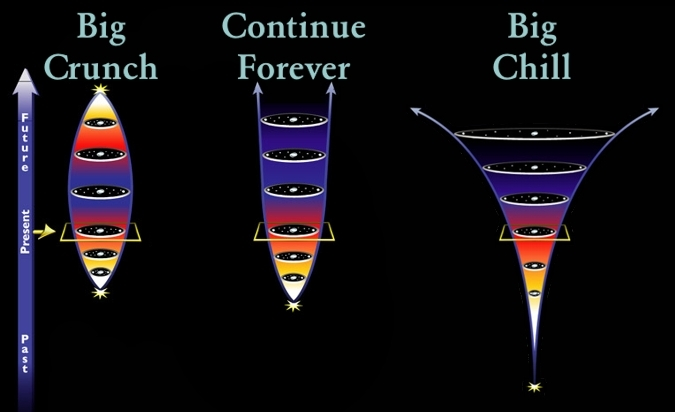 Big
Crunch
Continue
Forever
Big
Chill
Future
Present
Past